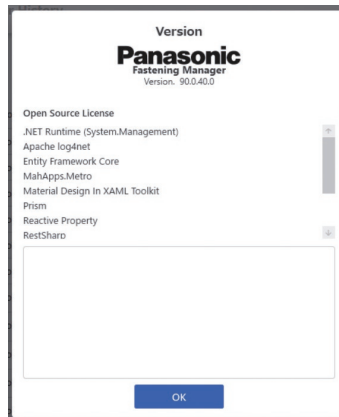 History
Version
Panasonic
Fastening Manager
Version. 90.0.40.0
Open Source License
.NET Runtime (System.Management)
Apache log4net
Entity Framework Core
MahApps.Metro
Material Design In XAML Toolkit
Prism
Reactive Property
RestSharp
OK